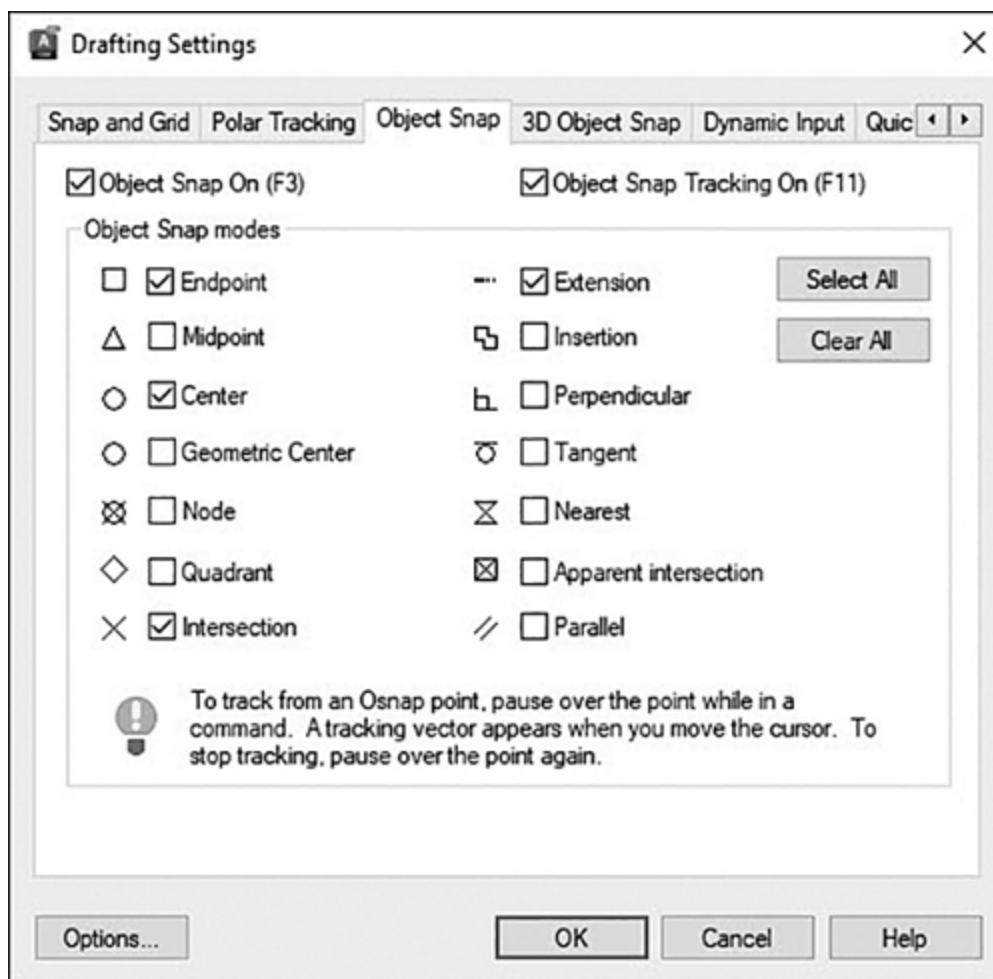 Drafting Settings
Snap and Grid Polar Tracking Object Snap 3D Object Snap Dynamic Input Quic
Object Snap On (F3) Object Snap Tracking On (F11)
Object Snap modes
Endpoint Extension Select All
Midpoint Insertion Clear All
Center Perpendicular
Geometric Center Tangent
Node Nearest
Quadrant Apparent intersection
Intersection Parallel
To track from an Osnap point, pause over the point while in a
command. A tracking vector appears when you move the cursor. To
stop tracking, pause over the point again.
Options... OK Cancel Help